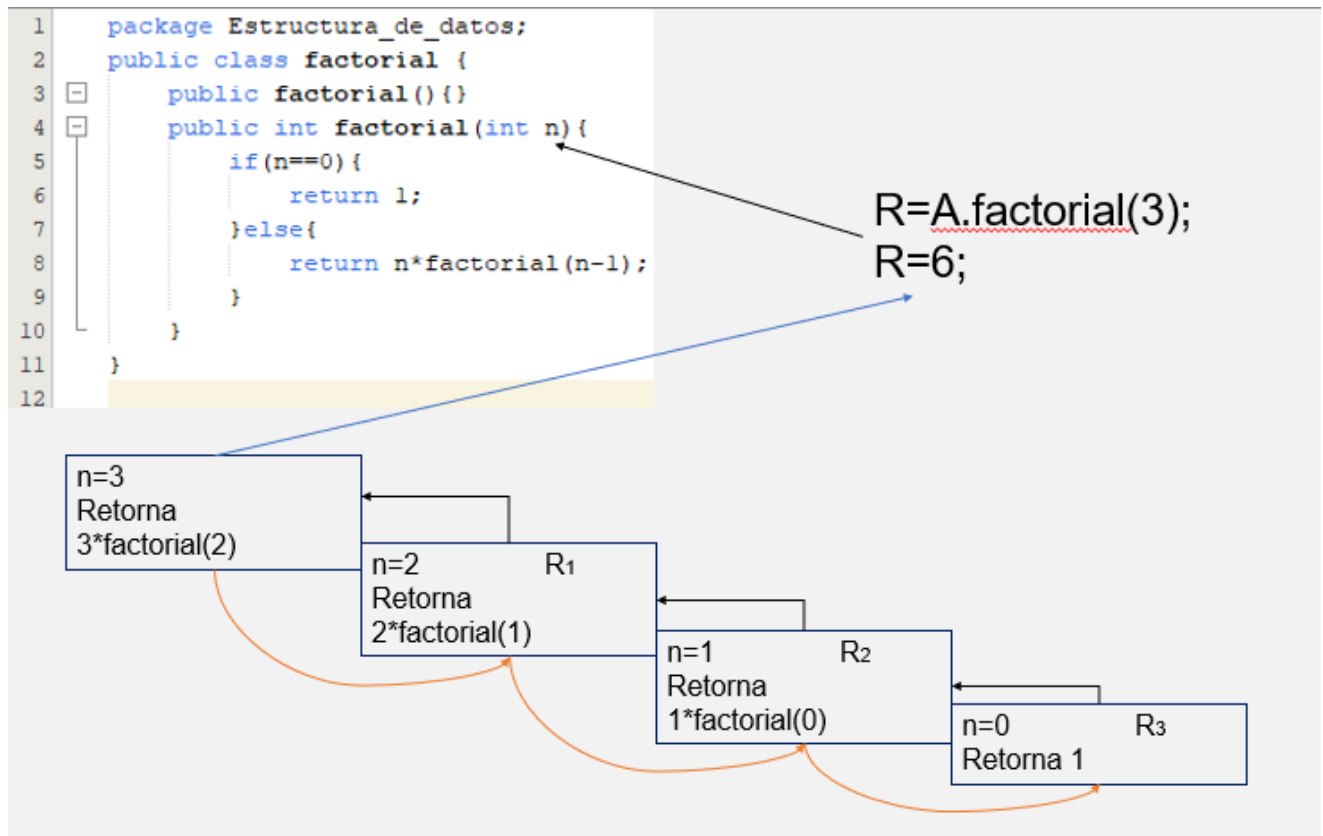 1 package Estructura_de_datos;
2 public class factorial {
3 public factorial(){}
4 public int factorial(int n){
5 if(n==0){
6 return 1;
7 }else{
8 return n*factorial(n-1);
9 }
10 }
11 }
12
R=A.factorial(3);
R=6;
n=3
Retorna
3*factorial(2)
n=2 R1
Retorna
2*factorial(1)
n=1 R2
Retorna
1*factorial(0)
n=0 R3
Retorna 1